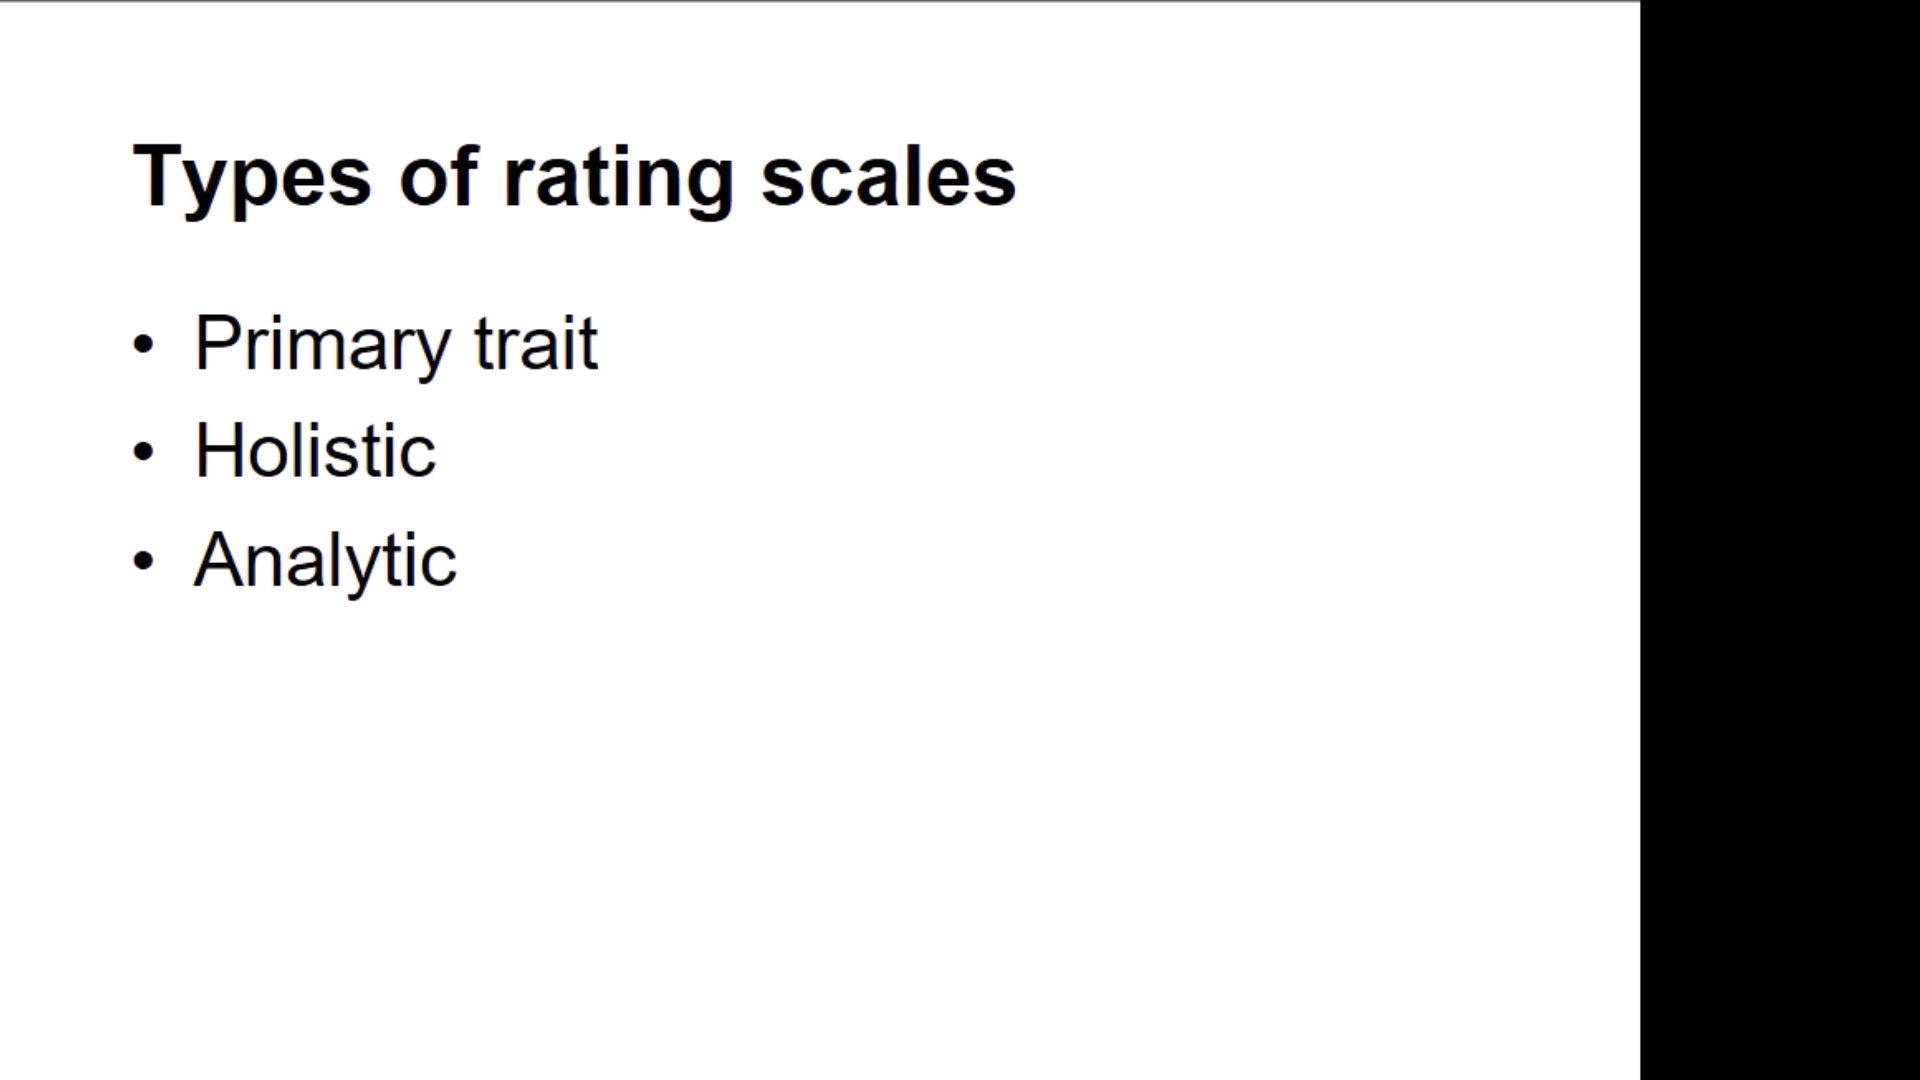 Types of rating scales
• Primary trait
• Holistic
• Analytic